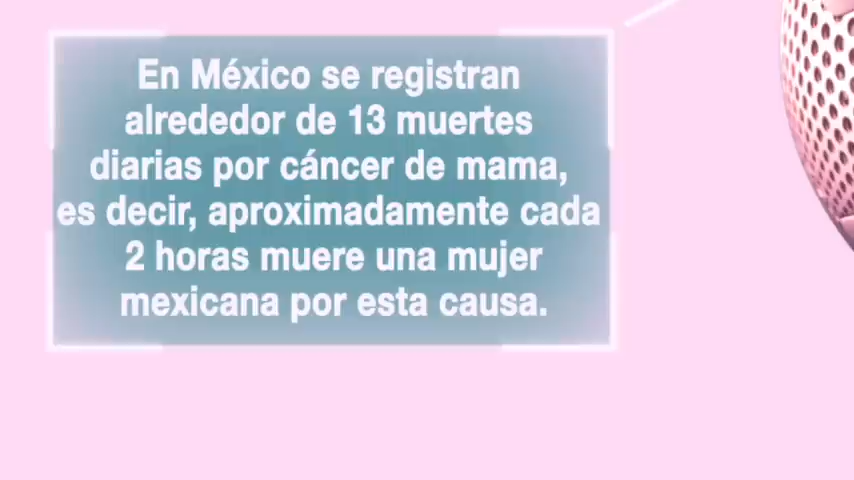 En México se registran
alrededor de 13 muertes
diarias por cáncer de mama,
es decir, aproximadamente cada
2 horas muere una mujer
mexicana por esta causa.